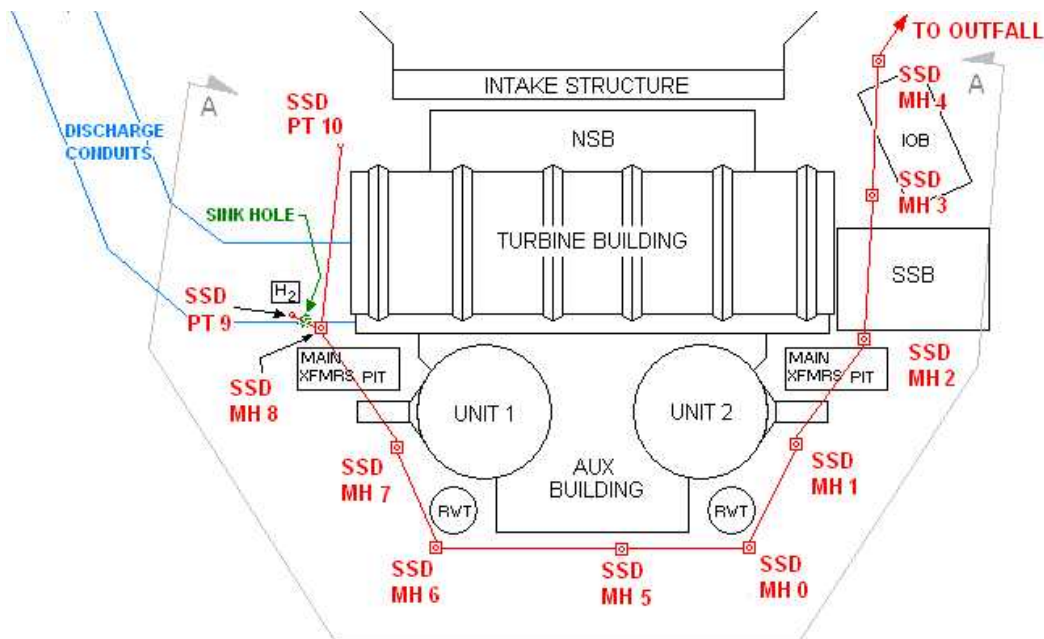 TO OUTFALL
INTAKE STRUCTURE
A
A
SSD
MH 4
SSD
PT 10
DISCHARGE
CONDUITS
NSB
IOB
SSD
MH 3
SINK HOLE
TURBINE BUILDING
SSB
H2
SSD
PT 9
MAIN
XFMRS PIT
MAIN
XFMRS PIT
SSD
MH 2
SSD
MH 8
UNIT 1
UNIT 2
SSD
MH 7
AUX
BUILDING
SSD
MH 1
RWT
RWT
SSD
MH 6
SSD
MH 5
SSD
MH 0